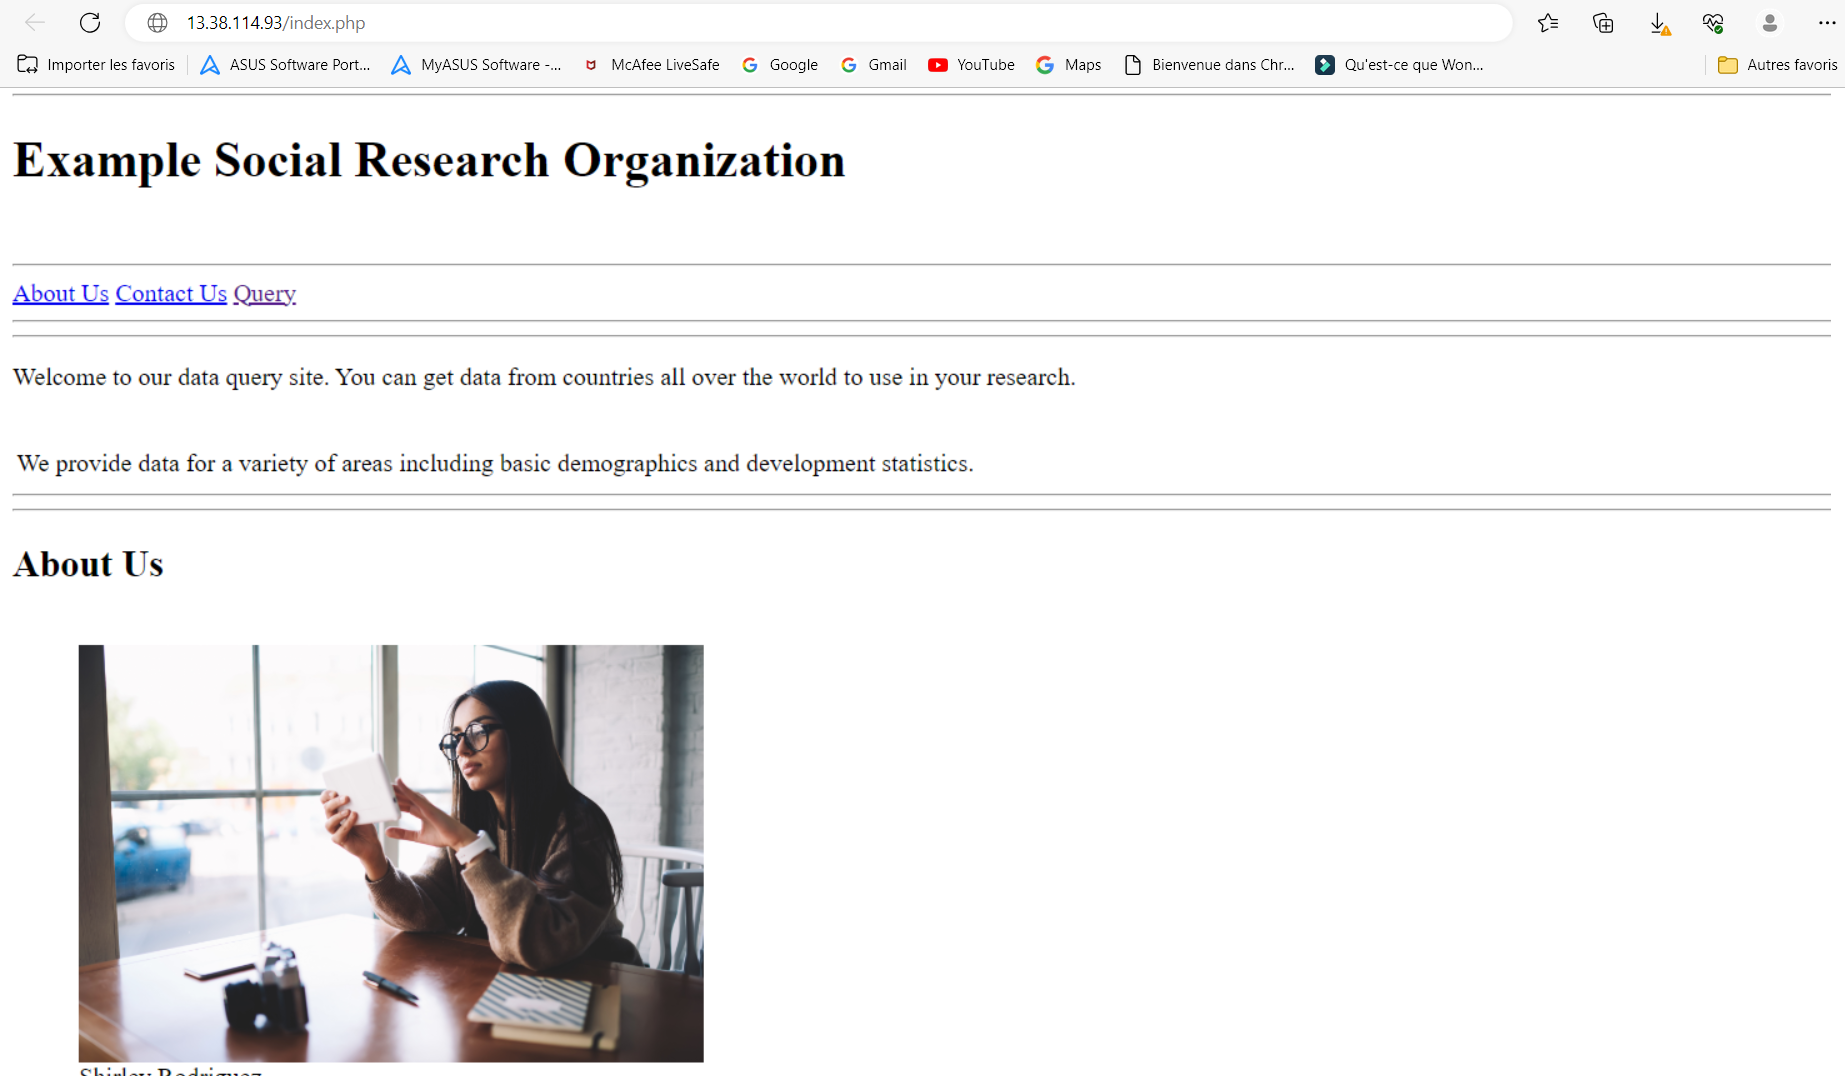 13.38.114.93/index.php
Importer les favoris ASUS Software Port... MyASUS Software -... McAfee LiveSafe Google Gmail YouTube Maps Bienvenue dans Chr... Qu'est-ce que Won... Autres favoris
Example Social Research Organization
About Us Contact Us Query
Welcome to our data query site. You can get data from countries all over the world to use in your research.
We provide data for a variety of areas including basic demographics and development statistics.
About Us
Shirley Rodriguez